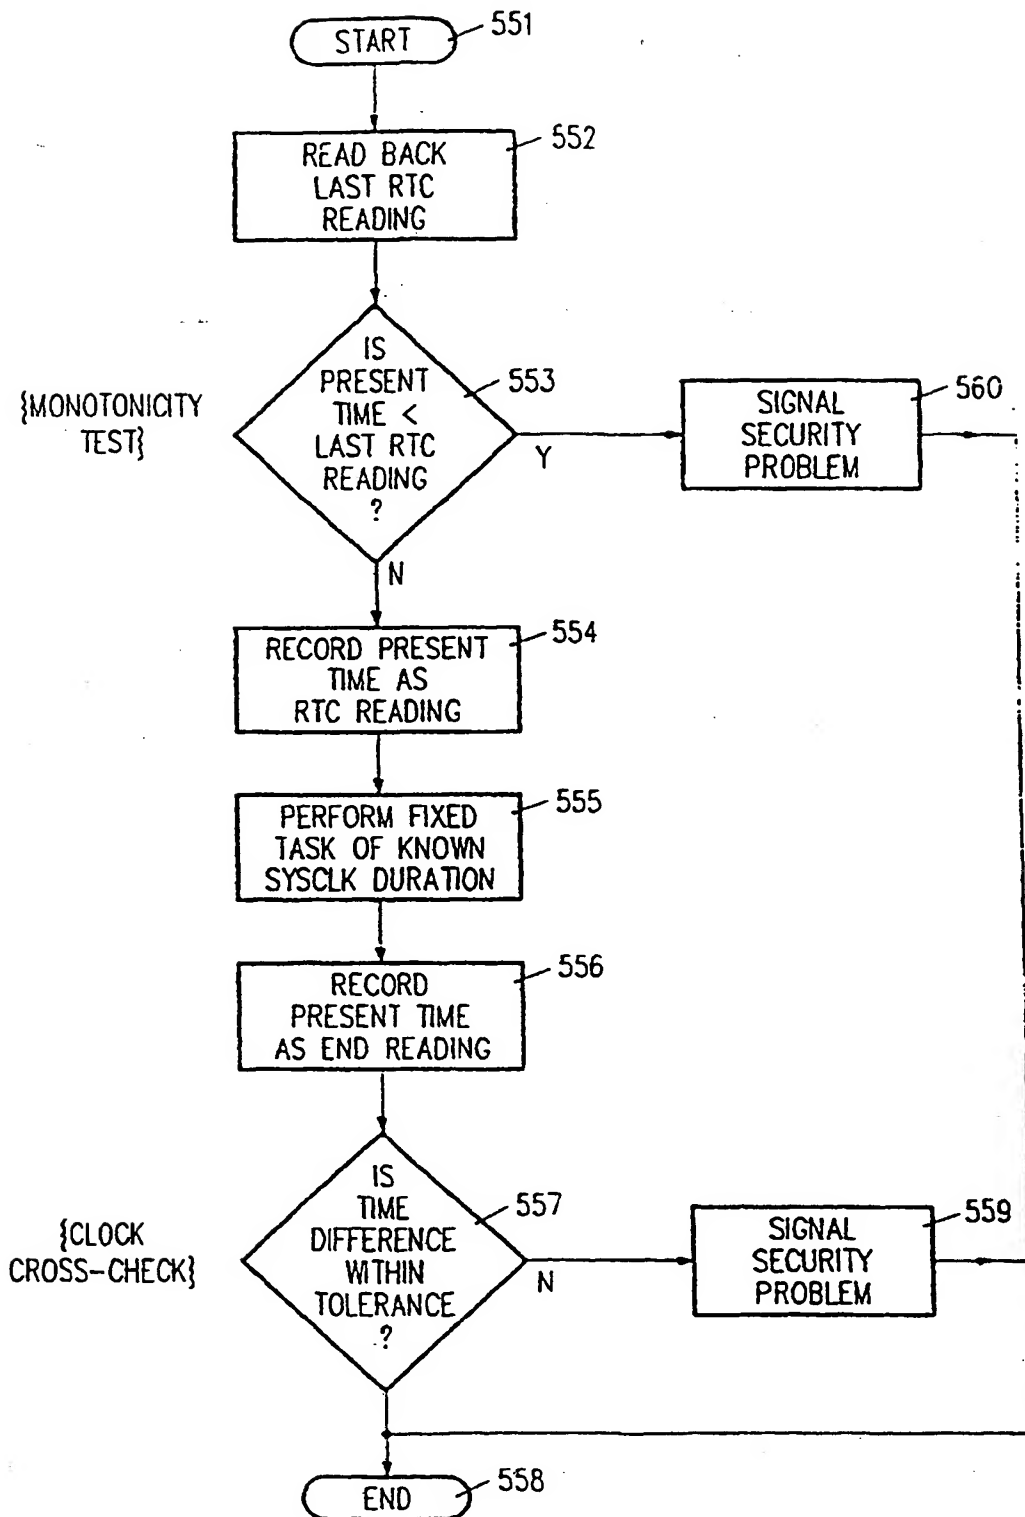 START
551
READ BACK
LAST RTC
READING
552
IS
PRESENT
TIME <
LAST RTC
READING
?
553
{MONOTONICITY
TEST}
Y
SIGNAL
SECURITY
PROBLEM
560
N
RECORD PRESENT
TIME AS
RTC READING
554
PERFORM FIXED
TASK OF KNOWN
SYSCLK DURATION
555
RECORD
PRESENT TIME
AS END READING
556
IS
TIME
DIFFERENCE
WITHIN
TOLERANCE
?
557
{CLOCK
CROSS-CHECK}
N
SIGNAL
SECURITY
PROBLEM
559
END
558